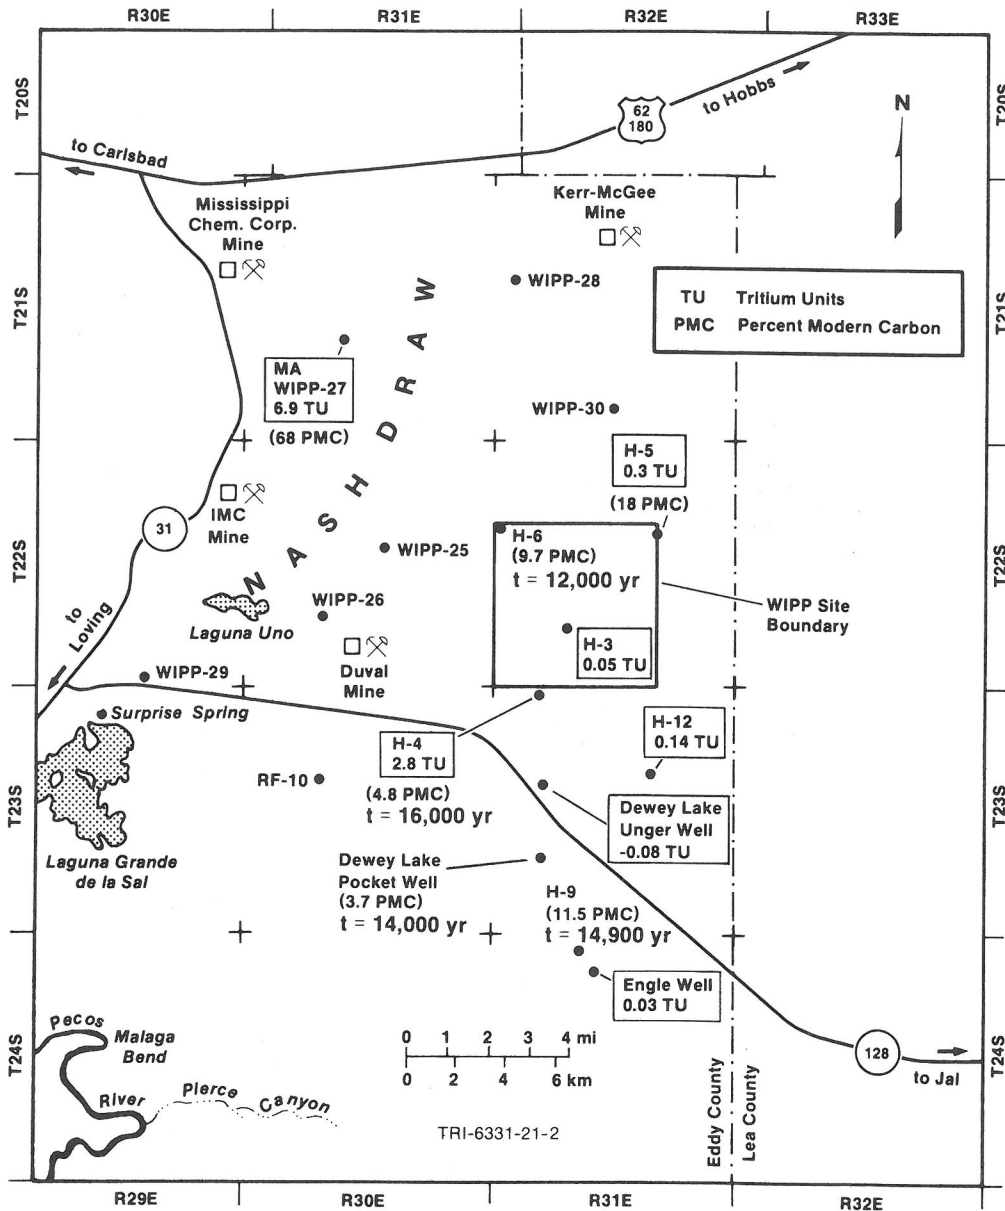 R30E
R31E
R32E
R33E
T20S
T20S
to Hobbs
62
180
N
to Carlsbad
Mississippi
Chem. Corp.
Mine
Kerr-McGee
Mine
T21S
T21S
WIPP-28
TU Tritium Units
PMC Percent Modern Carbon
NASH DRAW
MA
WIPP-27
6.9 TU
(68 PMC)
WIPP-30
H-5
0.3 TU
(18 PMC)
IMC
Mine
31
T22S
T22S
WIPP-25
H-6
(9.7 PMC)
t = 12,000 yr
WIPP Site
Boundary
to
Loving
WIPP-26
Laguna Uno
Duval
Mine
H-3
0.05 TU
WIPP-29
Surprise Spring
H-4
2.8 TU
(4.8 PMC)
t = 16,000 yr
H-12
0.14 TU
RF-10
T23S
T23S
Dewey Lake
Unger Well
-0.08 TU
Laguna Grande
de la Sal
Dewey Lake
Pocket Well
(3.7 PMC)
t = 14,000 yr
H-9
(11.5 PMC)
t = 14,900 yr
Engle Well
0.03 TU
Pecos
River
Malaga
Bend
Pierce Canyon
T24S
T24S
0 1 2 3 4 mi
0 2 4 6 km
128
to Jal
Eddy County
Lea County
TRI-6331-21-2
R29E
R30E
R31E
R32E